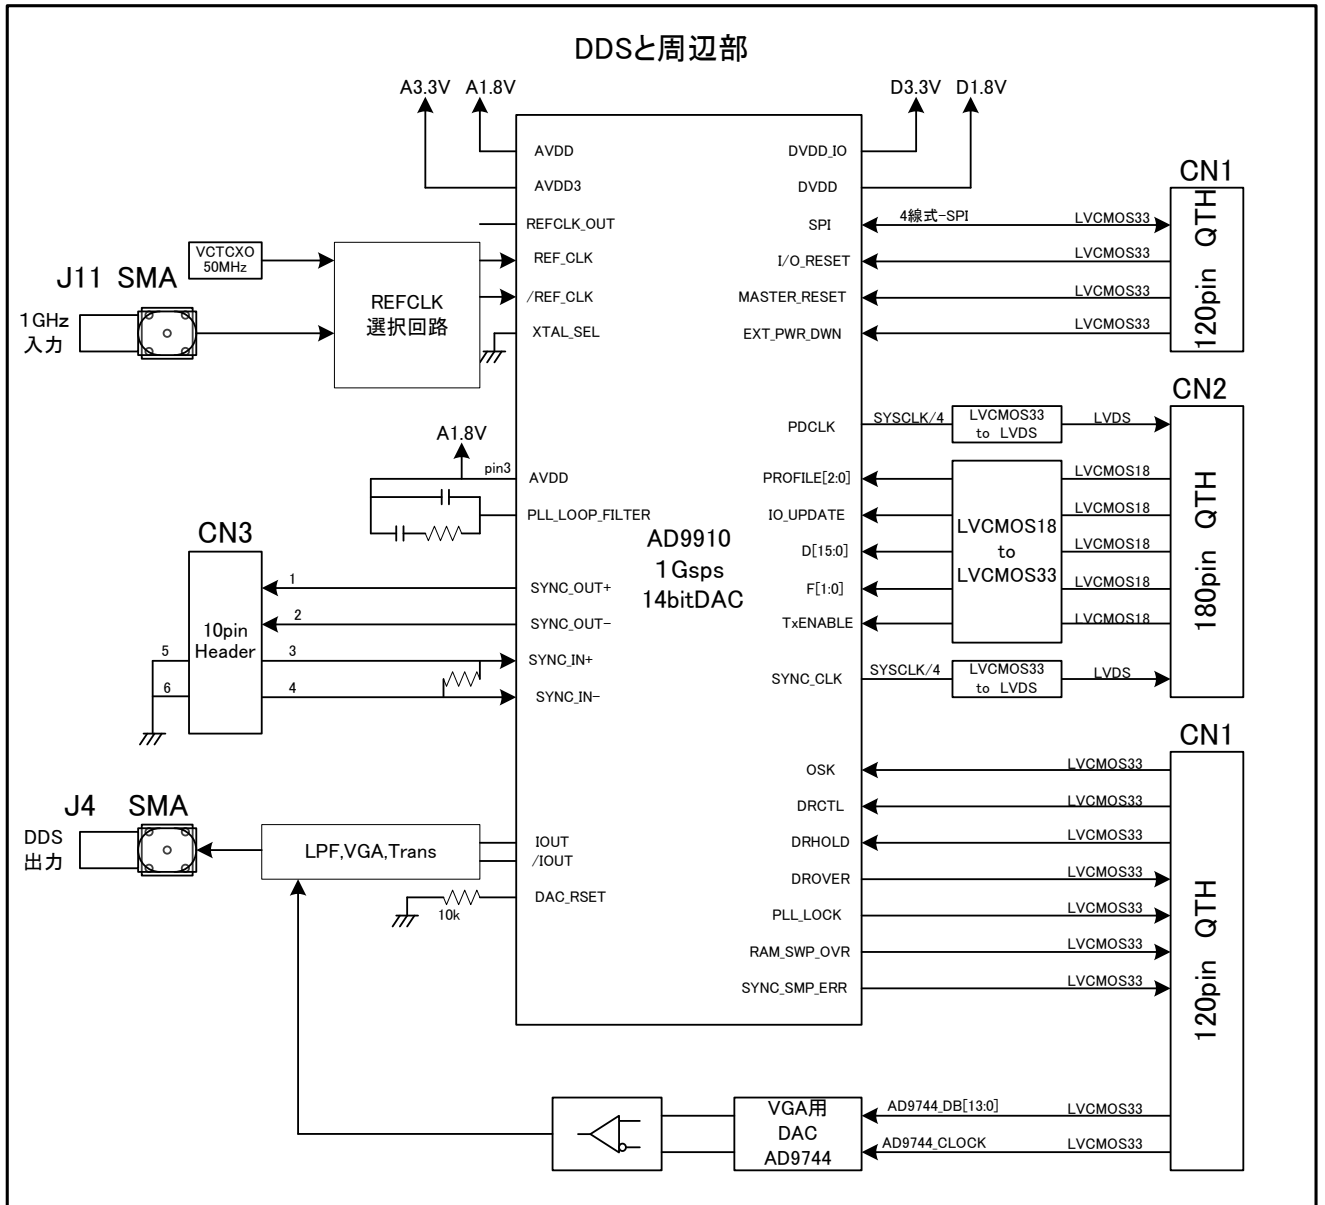 DDSと周辺部
A3.3V
A1.8V
D3.3V
D1.8V
AVDD
DVDD_IO
AVDD3
DVDD
CN1
120pin QTH
REFCLK_OUT
SPI
4線式-SPI
LVCMOS33
VCTCXO
50MHz
REF_CLK
I/O_RESET
LVCMOS33
J11 SMA
1GHz
入力
REFCLK
選択回路
/REF_CLK
MASTER_RESET
LVCMOS33
XTAL_SEL
EXT_PWR_DWN
LVCMOS33
CN2
180pin QTH
PDCLK
SYSCLK/4
LVCMOS33
to LVDS
LVDS
A1.8V
pin3
AVDD
PROFILE[2:0]
LVCMOS18
PLL_LOOP_FILTER
IO_UPDATE
LVCMOS18
LVCMOS18
to
LVCMOS33
AD9910
1Gsps
14bitDAC
D[15:0]
LVCMOS18
F[1:0]
LVCMOS18
TxENABLE
LVCMOS18
CN3
10pin
Header
1
SYNC_OUT+
2
SYNC_OUT-
5
3
SYNC_IN+
6
4
SYNC_IN-
SYNC_CLK
SYSCLK/4
LVCMOS33
to LVDS
LVDS
CN1
120pin QTH
OSK
LVCMOS33
DRCTL
LVCMOS33
J4 SMA
DDS
出力
LPF,VGA,Trans
IOUT
/IOUT
DRHOLD
LVCMOS33
DROVER
LVCMOS33
DAC_RSET
10k
PLL_LOCK
LVCMOS33
RAM_SWP_OVR
LVCMOS33
SYNC_SMP_ERR
LVCMOS33
VGA用
DAC
AD9744
AD9744_DB[13:0]
LVCMOS33
AD9744_CLOCK
LVCMOS33